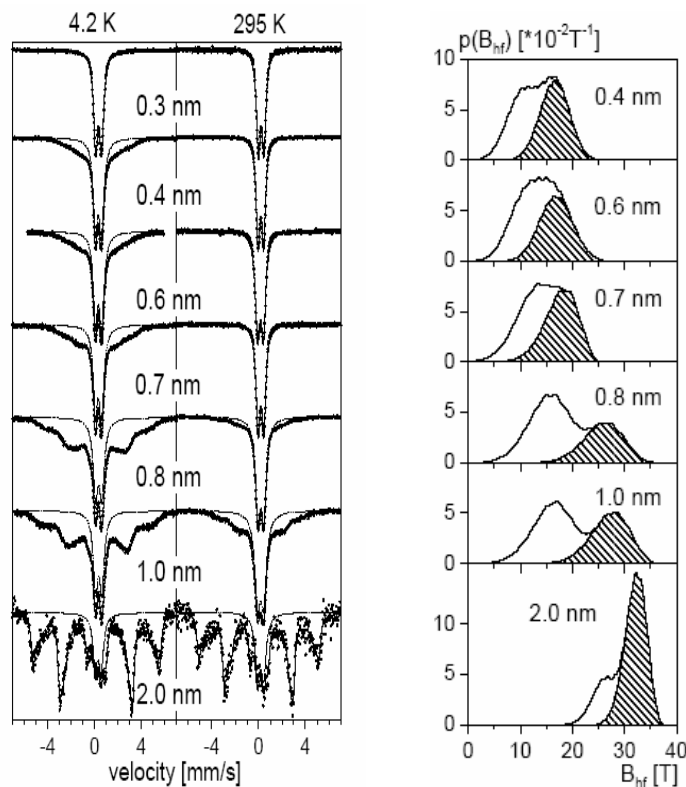 4.2 K 295 K
0.3 nm
0.4 nm
0.6 nm
0.7 nm
0.8 nm
1.0 nm
2.0 nm
-4 0 4 -4 0 4
velocity [mm/s]
p(B_hf) [*10^-2T^-1]
10
5
0
0.4 nm
5
0
0.6 nm
5
0
0.7 nm
5
0
0.8 nm
5
0
1.0 nm
10
5
0
2.0 nm
0 10 20 30 40
B_hf [T]